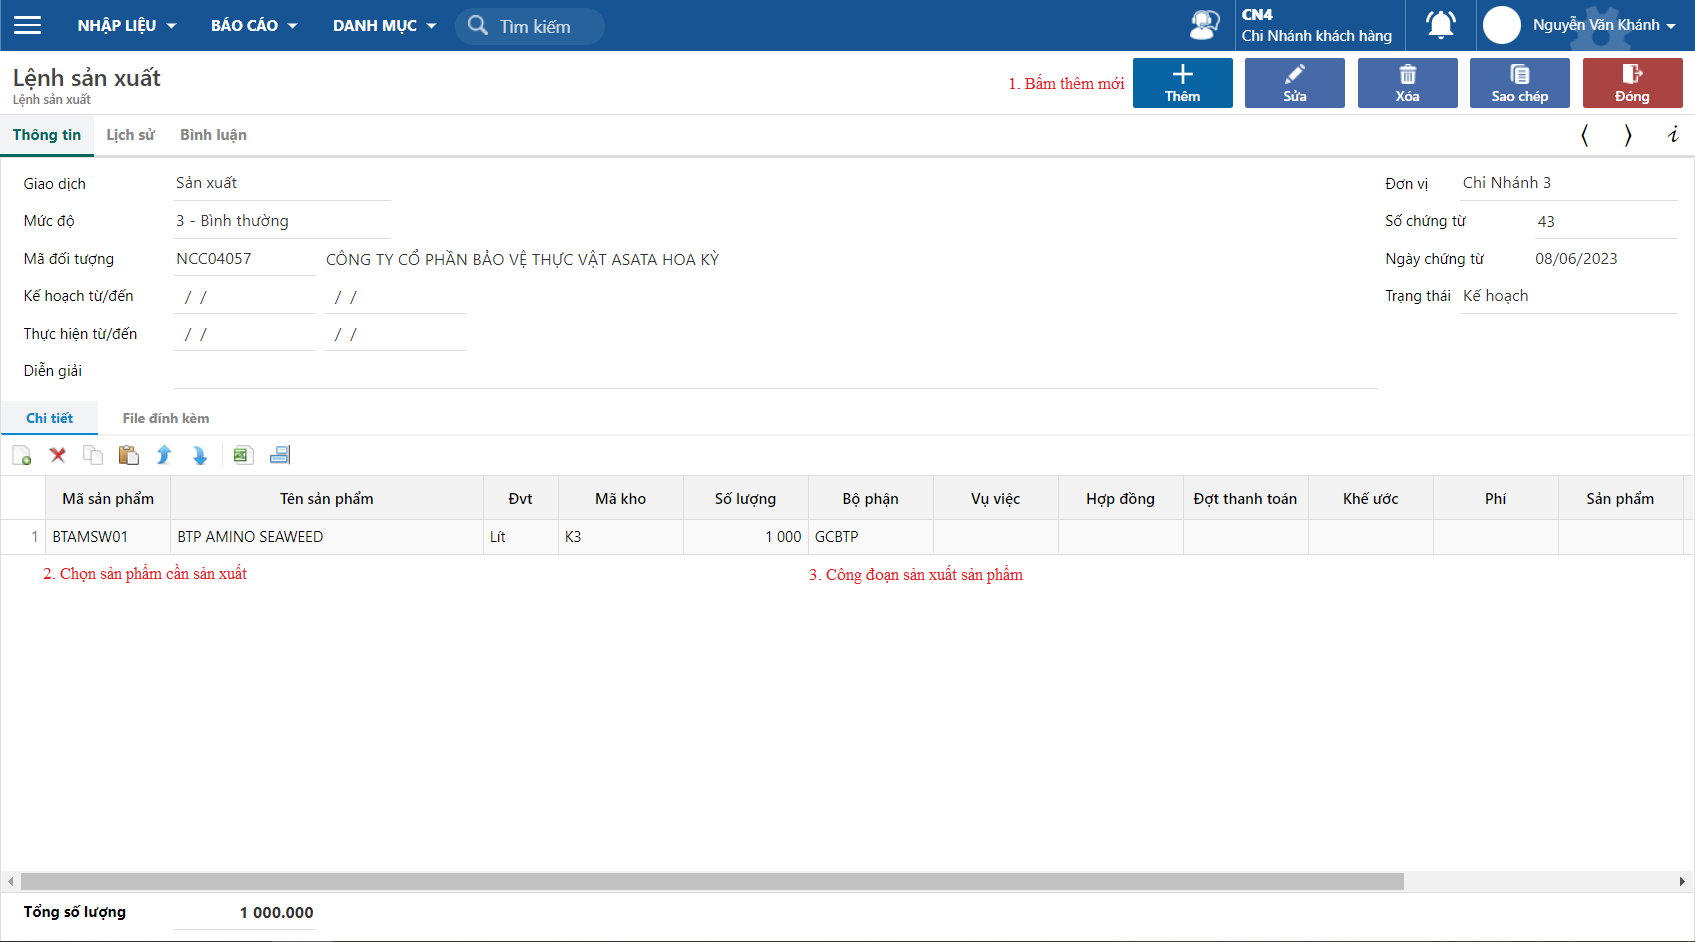 NHẬP LIỆU BÁO CÁO DANH MỤC Tìm kiếm
CN4
Chi Nhánh khách hàng
Nguyễn Văn Khánh
Lệnh sản xuất
Lệnh sản xuất
1. Bấm thêm mới
Thêm Sửa Xóa Sao chép Đóng
Thông tin Lịch sử Bình luận
Giao dịch Sản xuất Đơn vị Chi Nhánh 3
Mức độ 3 - Bình thường Số chứng từ 43
Mã đối tượng NCC04057 CÔNG TY CỔ PHẦN BẢO VỆ THỰC VẬT ASATA HOA KỲ Ngày chứng từ 08/06/2023
Kế hoạch từ/đến / / / / Trạng thái Kế hoạch
Thực hiện từ/đến / / / /
Diễn giải
Chi tiết File đính kèm
Mã sản phẩm Tên sản phẩm Đvt Mã kho Số lượng Bộ phận Vụ việc Hợp đồng Đợt thanh toán Khế ước Phí Sản phẩm
1 BTAMSW01 BTP AMINO SEAWEED Lít K3 1 000 GCBTP
2. Chọn sản phẩm cần sản xuất 3. Công đoạn sản xuất sản phẩm
Tổng số lượng 1 000.000